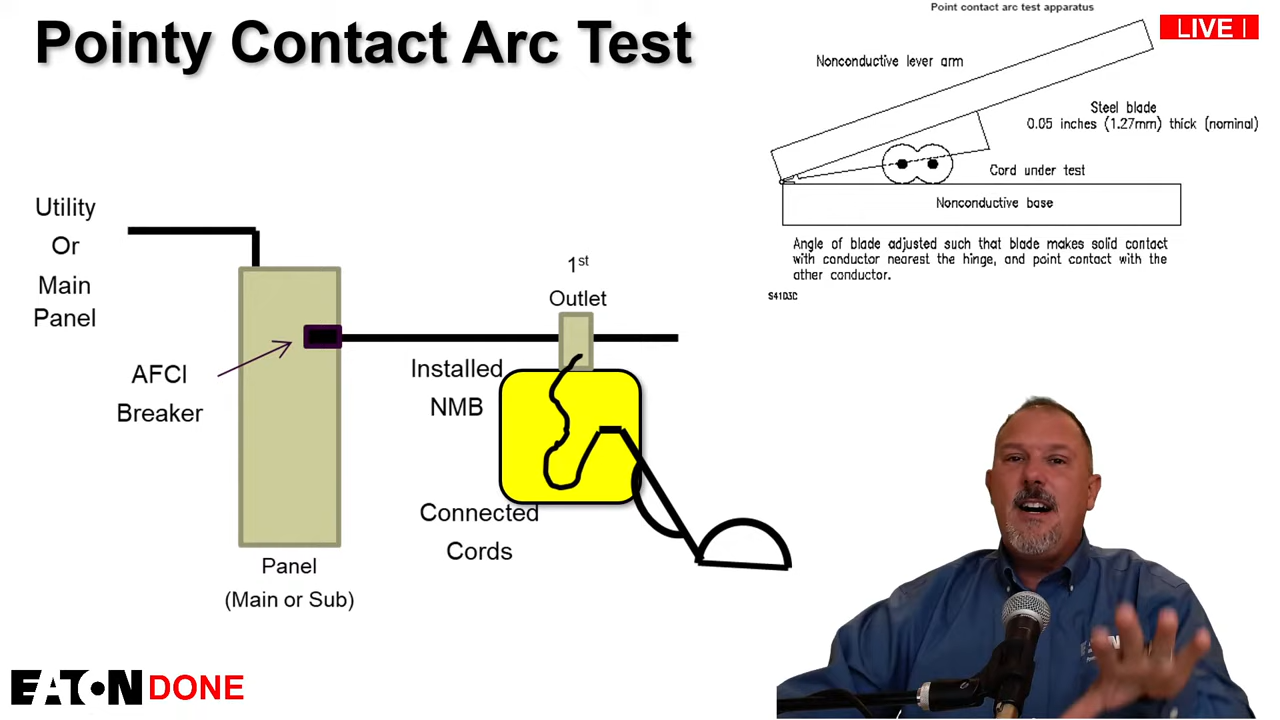 Pointy Contact Arc Test
Point contact arc test apparatus
LIVE |
Nonconductive lever arm
Steel blade
0.05 inches (1.27mm) thick (nominal)
Cord under test
Nonconductive base
Angle of blade adjusted such that blade makes solid contact
with conductor nearest the hinge, and point contact with the
other conductor.
S4103C
Utility
Or
Main
Panel
1st
Outlet
AFCI
Breaker
Installed
NMB
Connected
Cords
Panel
(Main or Sub)
EATON DONE